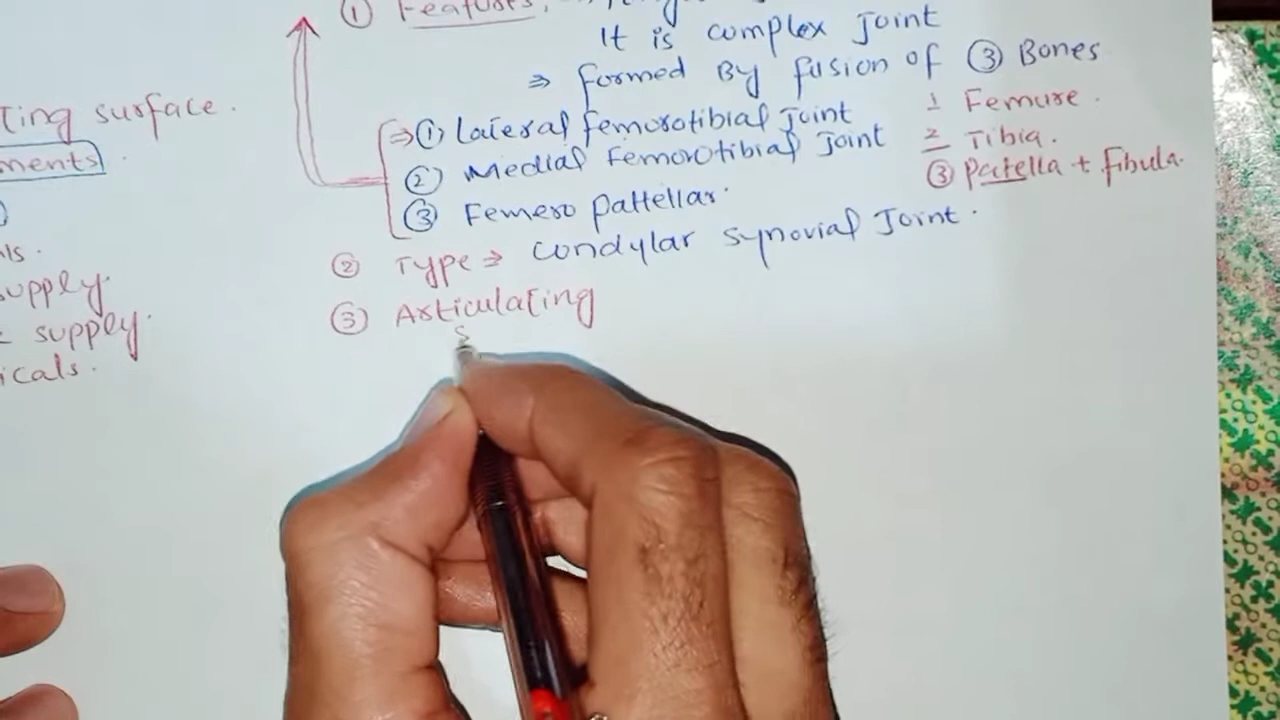 ① Features,
It is complex Joint
⇒ formed By fusion of ③ Bones
ting surface.
⇒ ① Lateral femorotibial Joint
1 Femure.
ments
② Medial Femorotibial Joint
2 Tibia.
③ Femero pattellar.
③ Patella + fibula.
② Type ⇒ condylar synovial Joint.
ls.
supply.
③ Articulating
supply.
S
icals.